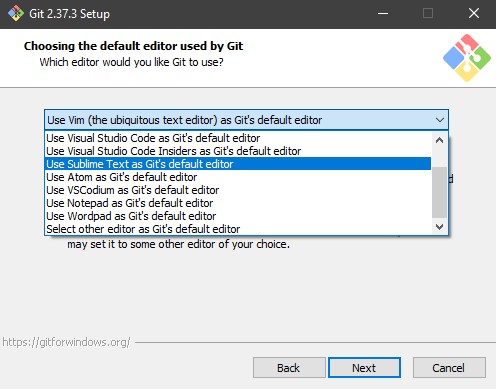 Git 2.37.3 Setup
Choosing the default editor used by Git
Which editor would you like Git to use?
Use Vim (the ubiquitous text editor) as Git's default editor
Use Visual Studio Code as Git's default editor
Use Visual Studio Code Insiders as Git's default editor
Use Sublime Text as Git's default editor
Use Atom as Git's default editor
Use VSCodium as Git's default editor
Use Notepad as Git's default editor
Use Wordpad as Git's default editor
Select other editor as Git's default editor
may set it to some other editor of your choice.
https://gitforwindows.org/
Back Next Cancel